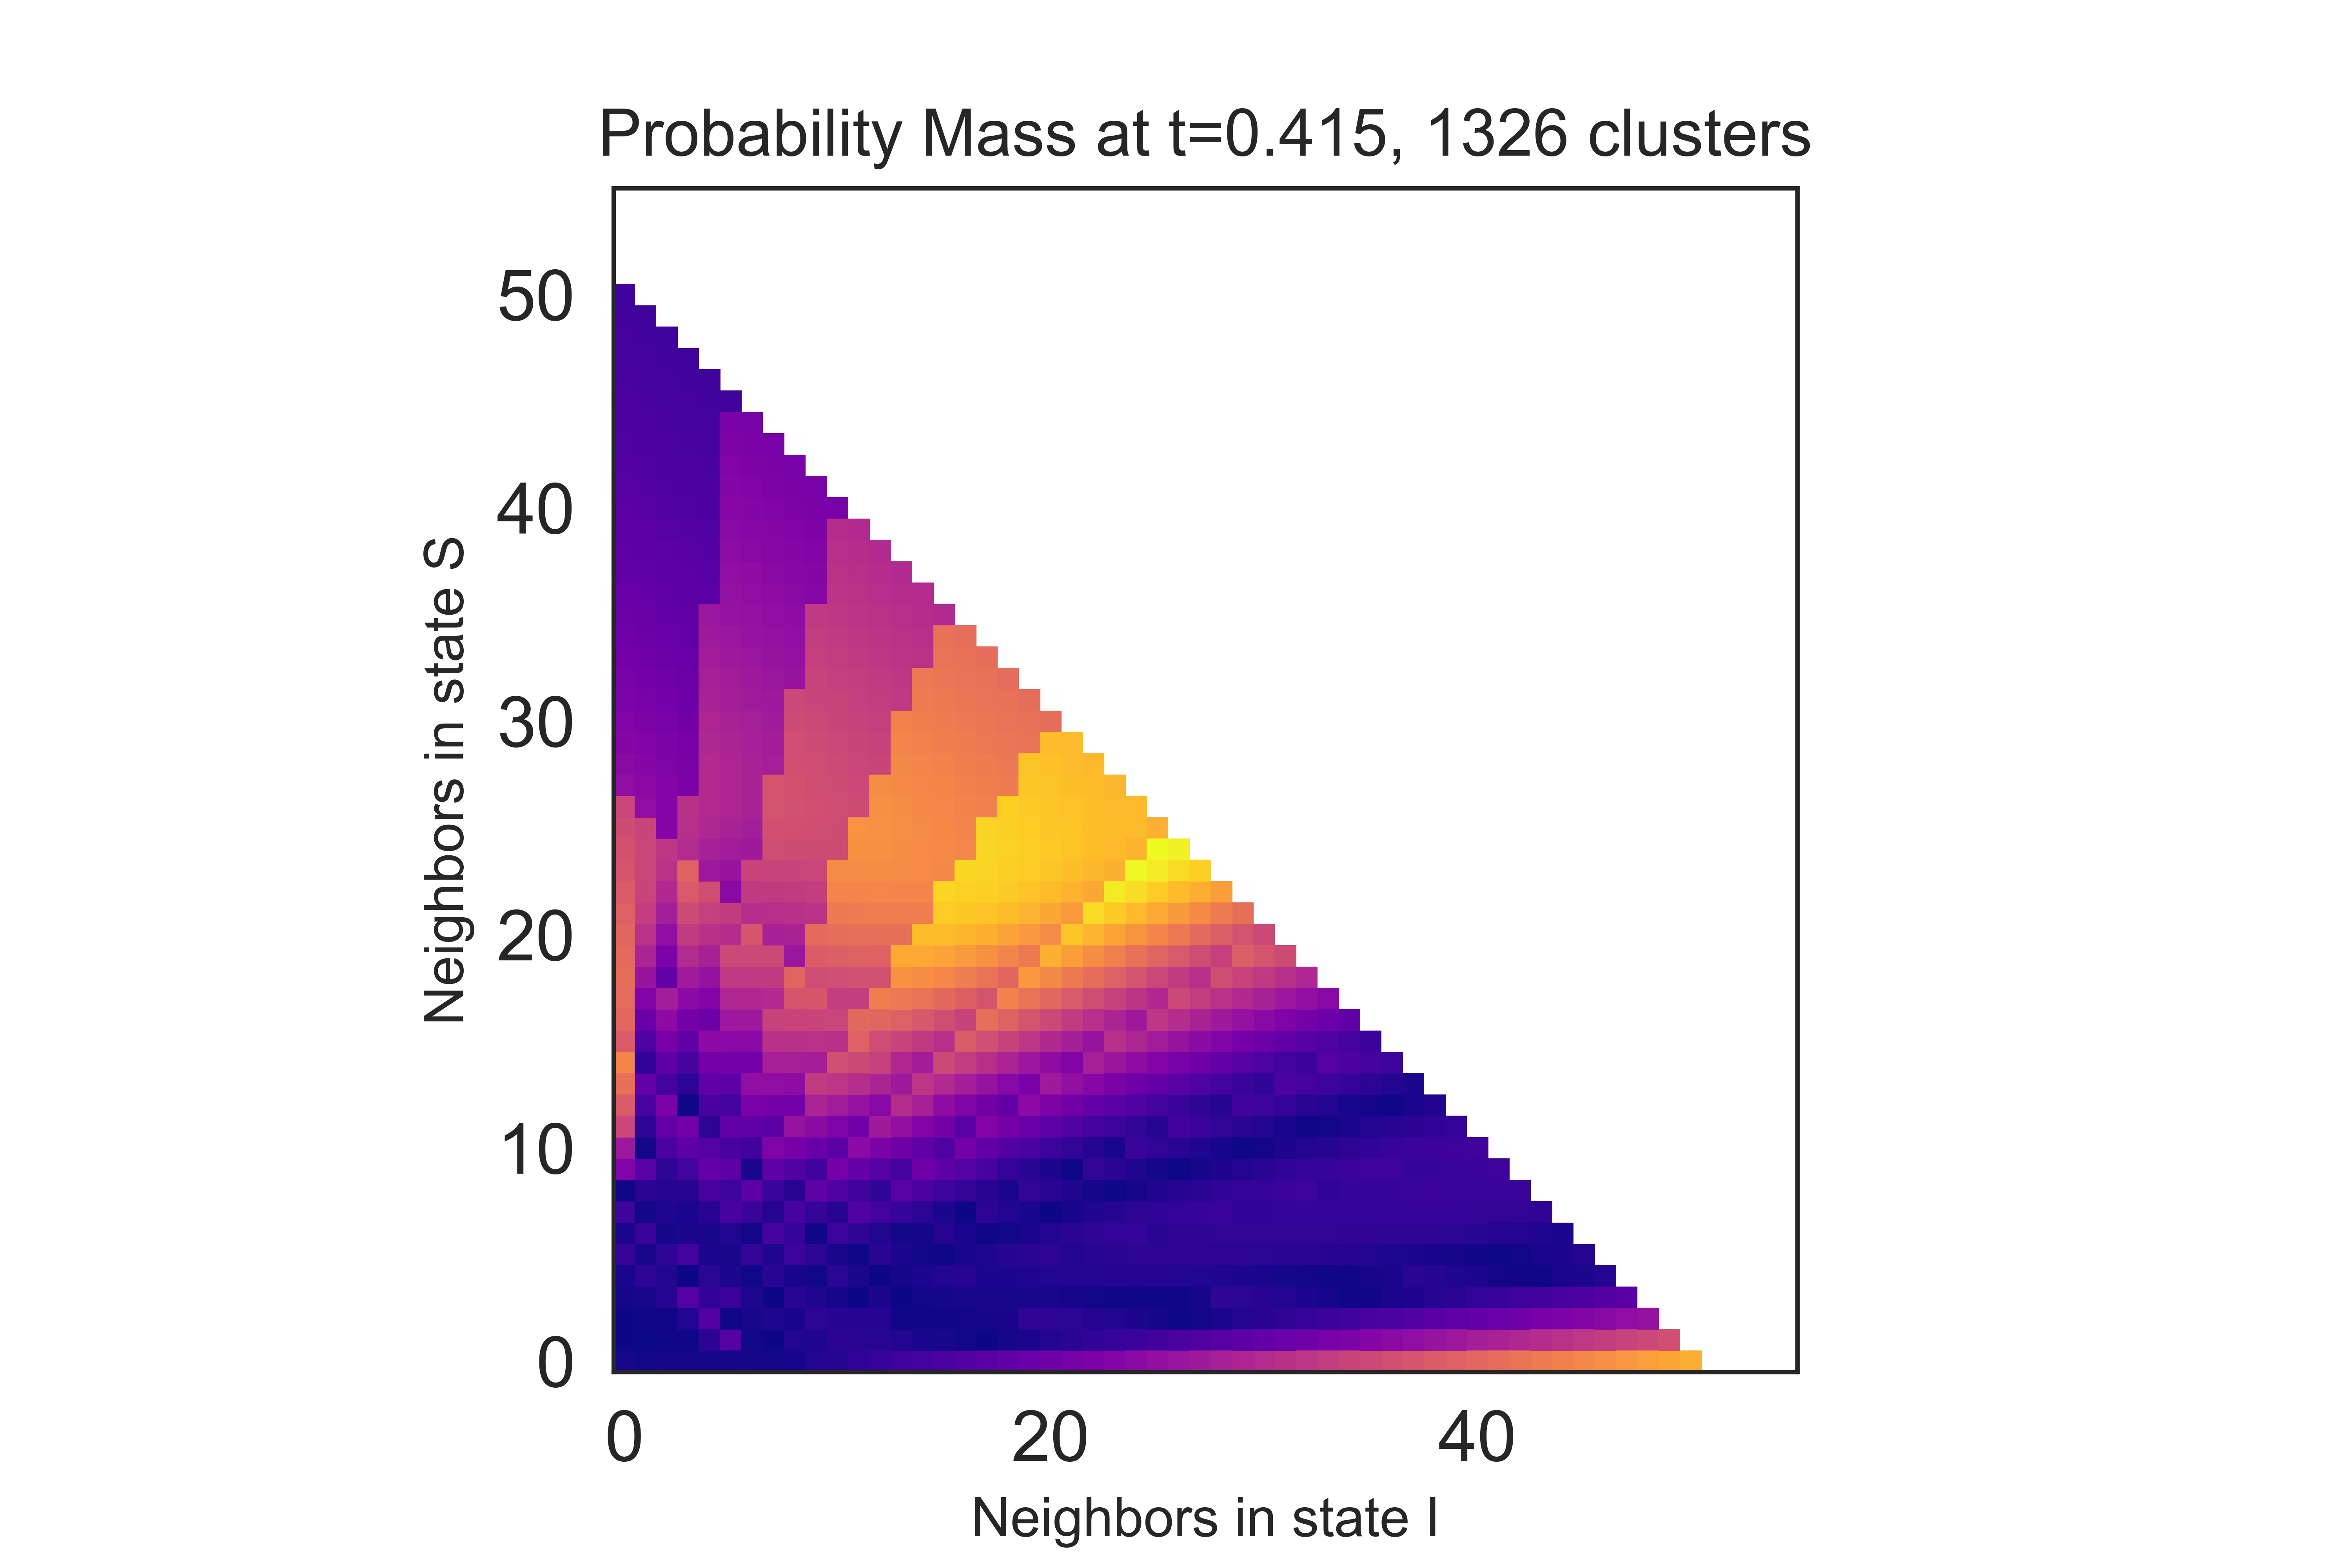 Probability Mass at t=0.415, 1326 clusters
50
40
30
20
10
0
Neighbors in state S
0 20 40
Neighbors in state I